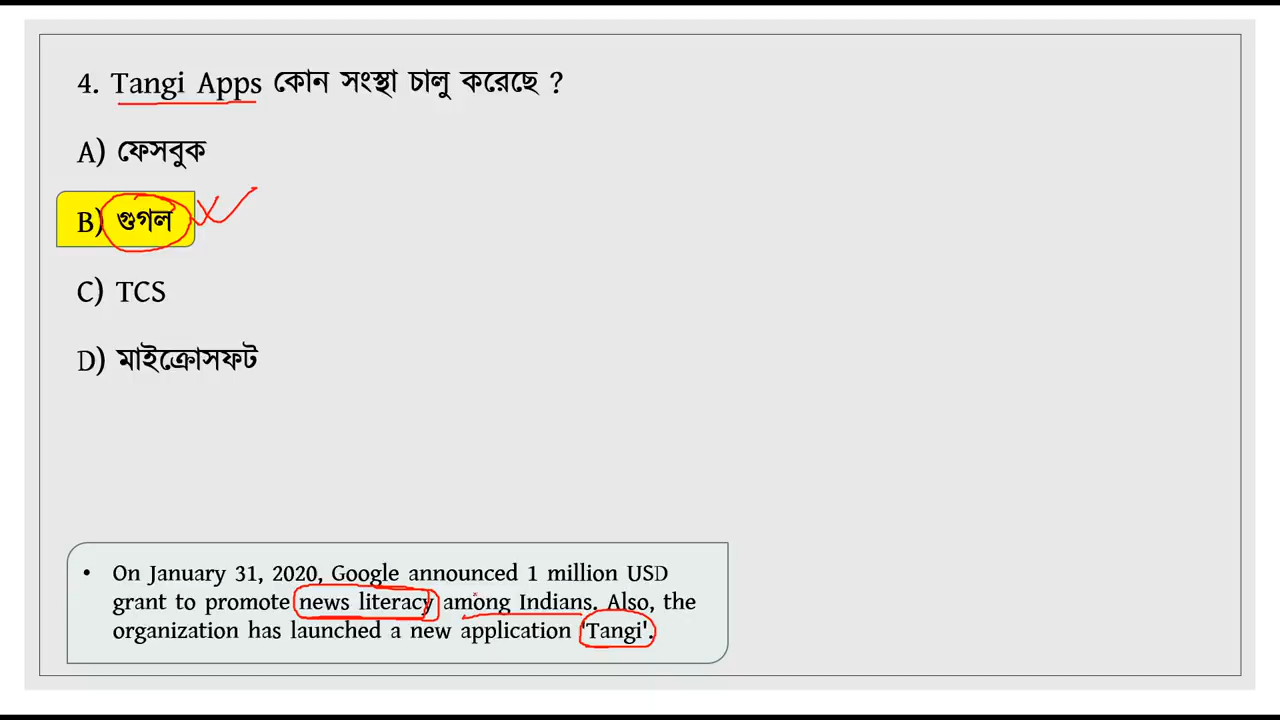 4. Tangi Apps কোন সংস্থা চালু করেছে ?
A) ফেসবুক
B) গুগল
C) TCS
D) মাইক্রোসফট
• On January 31, 2020, Google announced 1 million USD
grant to promote news literacy among Indians. Also, the
organization has launched a new application 'Tangi'.